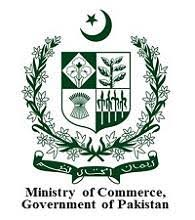 Ministry of Commerce,
Government of Pakistan